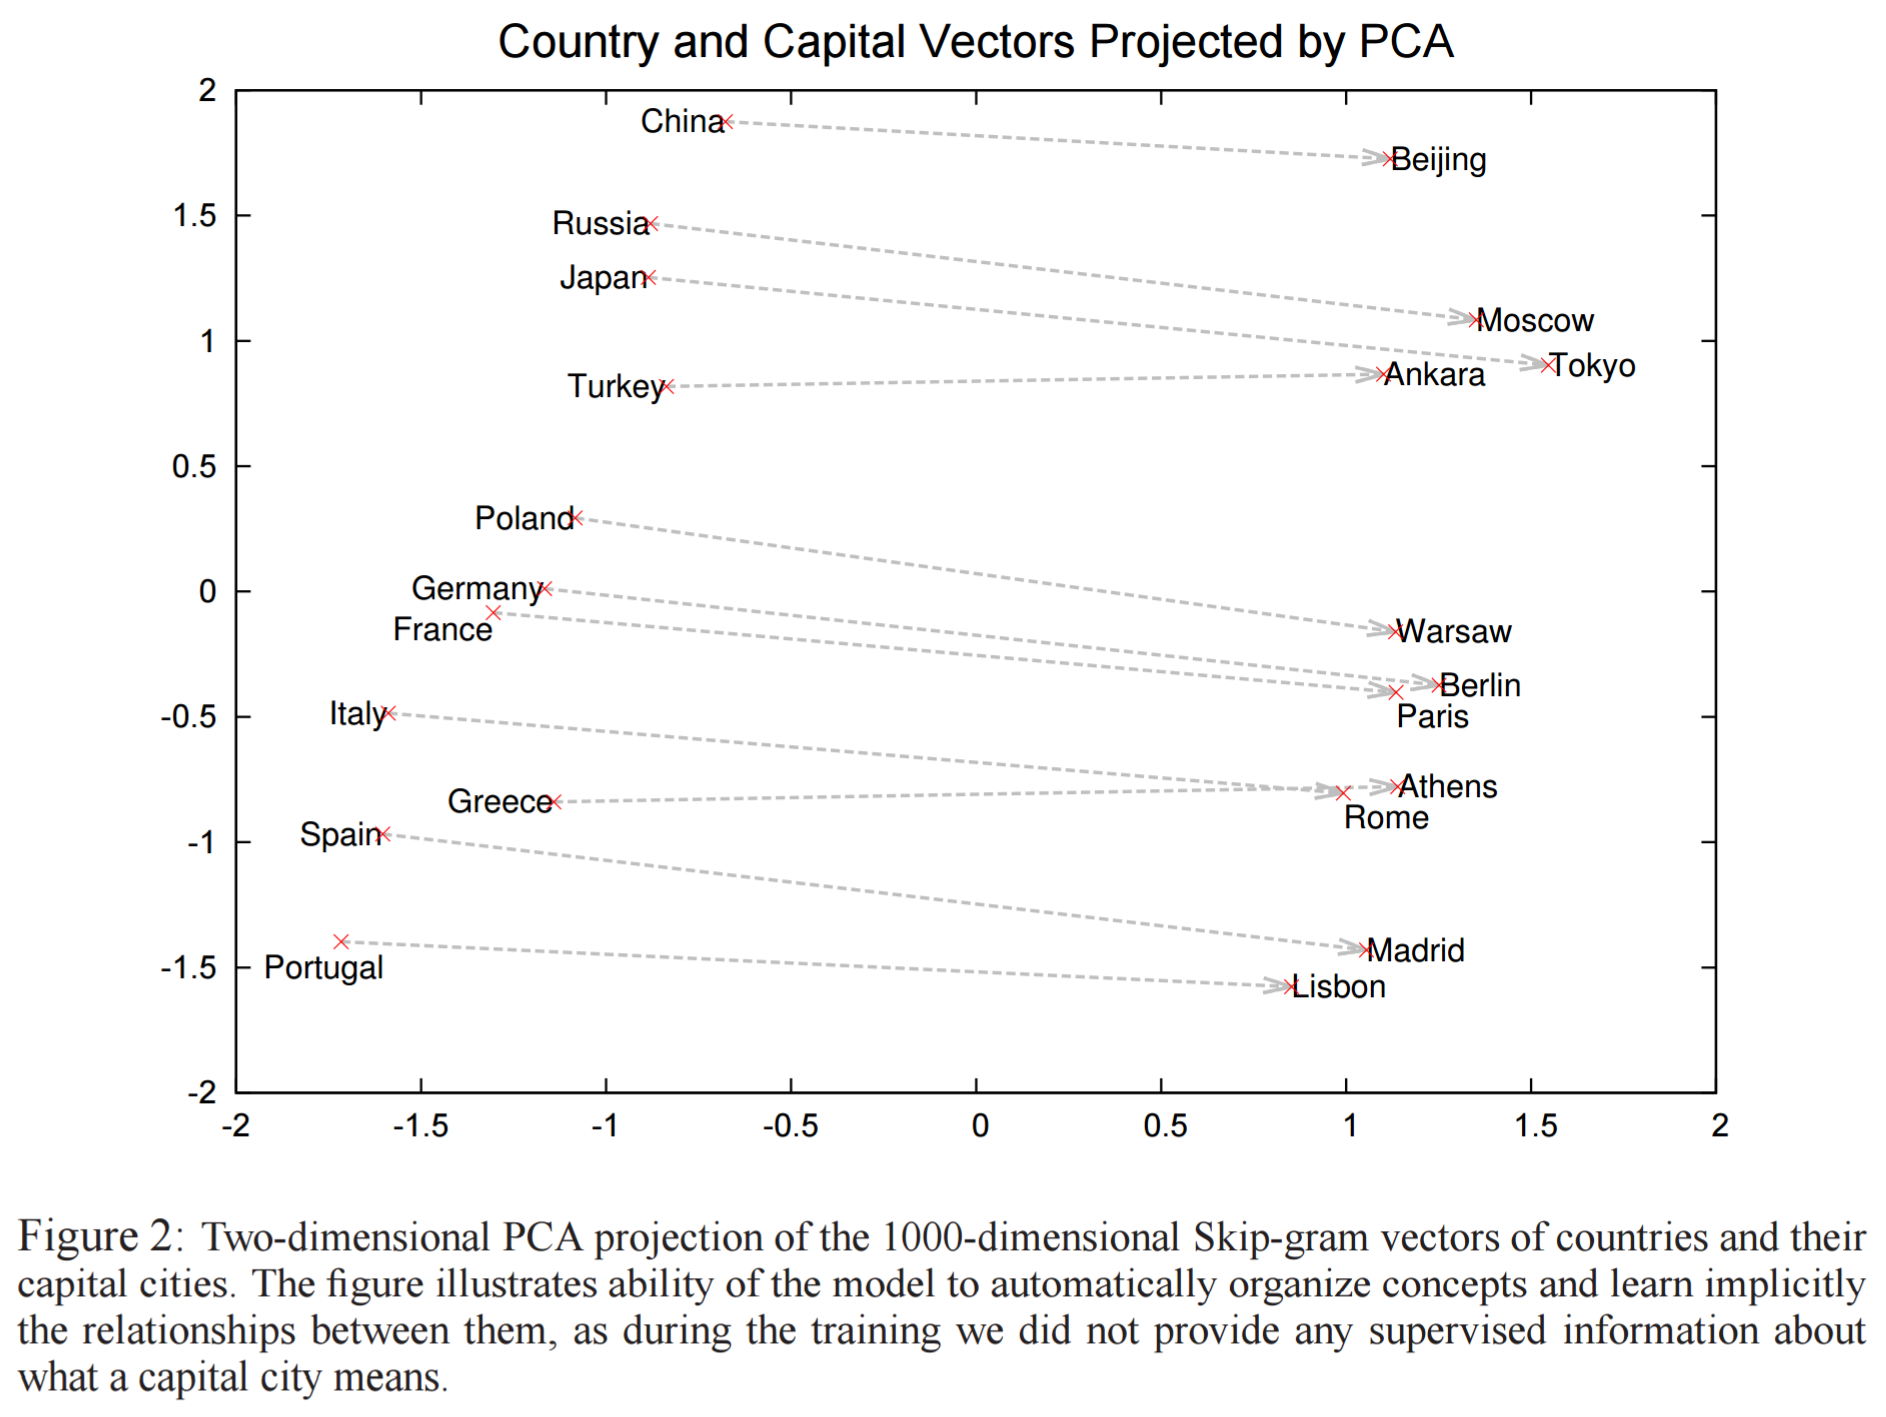 Country and Capital Vectors Projected by PCA
2
China
Beijing
1.5
Russia
Japan
Moscow
1
Tokyo
Turkey
Ankara
0.5
Poland
Germany
0
France
Warsaw
Berlin
-0.5
Italy
Paris
Athens
Greece
Rome
Spain
-1
Madrid
-1.5
Portugal
Lisbon
-2
-2 -1.5 -1 -0.5 0 0.5 1 1.5 2
Figure 2: Two-dimensional PCA projection of the 1000-dimensional Skip-gram vectors of countries and their
capital cities. The figure illustrates ability of the model to automatically organize concepts and learn implicitly
the relationships between them, as during the training we did not provide any supervised information about
what a capital city means.